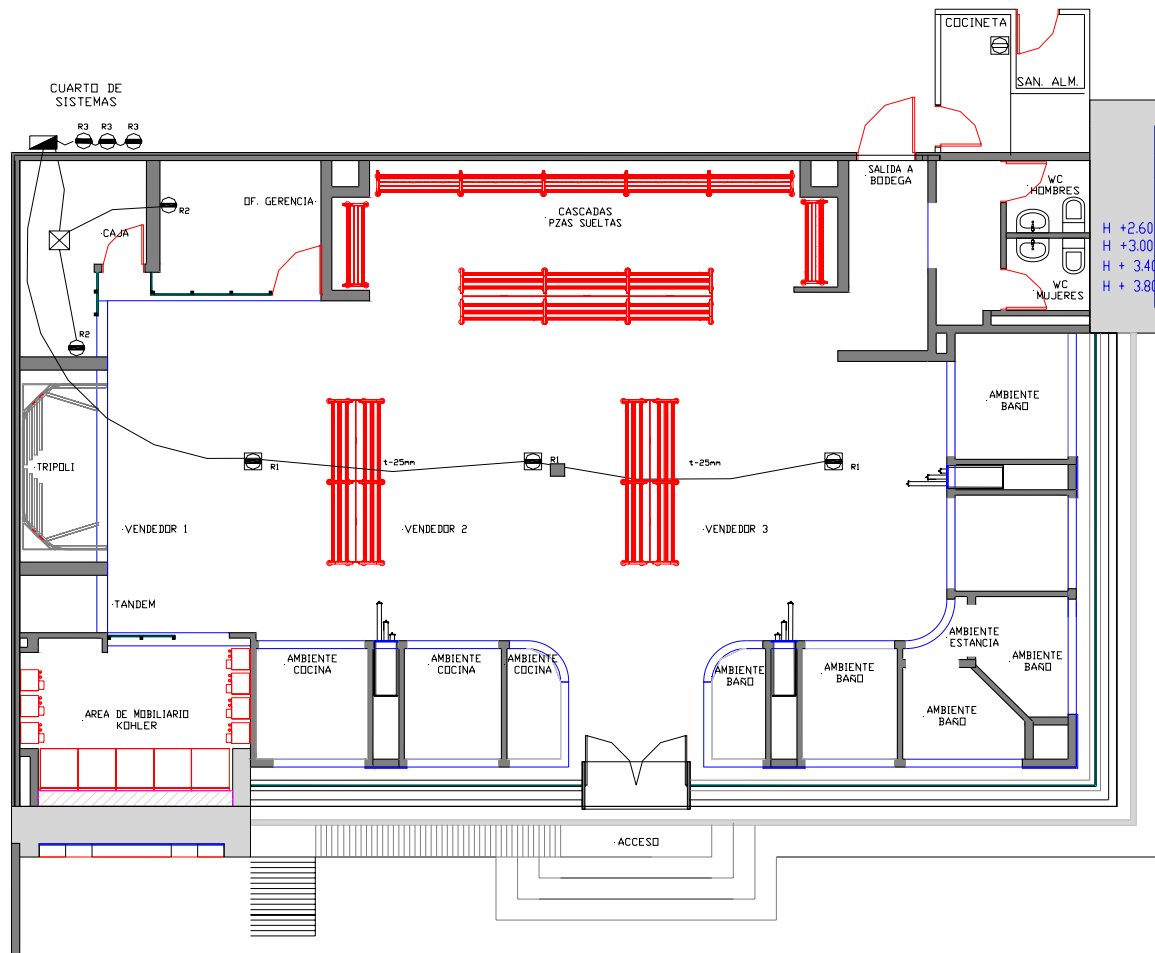 COCINETA
SAN. ALM.
CUARTO DE
SISTEMAS
R3
R3
R3
SALIDA A
BODEGA
WC
HOMBRES
OF. GERENCIA
R2
CASCADAS
PZAS SUELTAS
CAJA
H +2.60
H +3.00
H + 3.40
H + 3.80
WC
MUJERES
R2
AMBIENTE
BAÑO
TRIPOLI
R1
t-25mm
R1
t-25mm
R1
VENDEDOR 1
VENDEDOR 2
VENDEDOR 3
TANDEM
AMBIENTE
ESTANCIA
AMBIENTE
COCINA
AMBIENTE
COCINA
AMBIENTE
COCINA
AMBIENTE
BAÑO
AMBIENTE
BAÑO
AMBIENTE
BAÑO
AREA DE MOBILIARIO
KOHLER
AMBIENTE
BAÑO
ACCESO